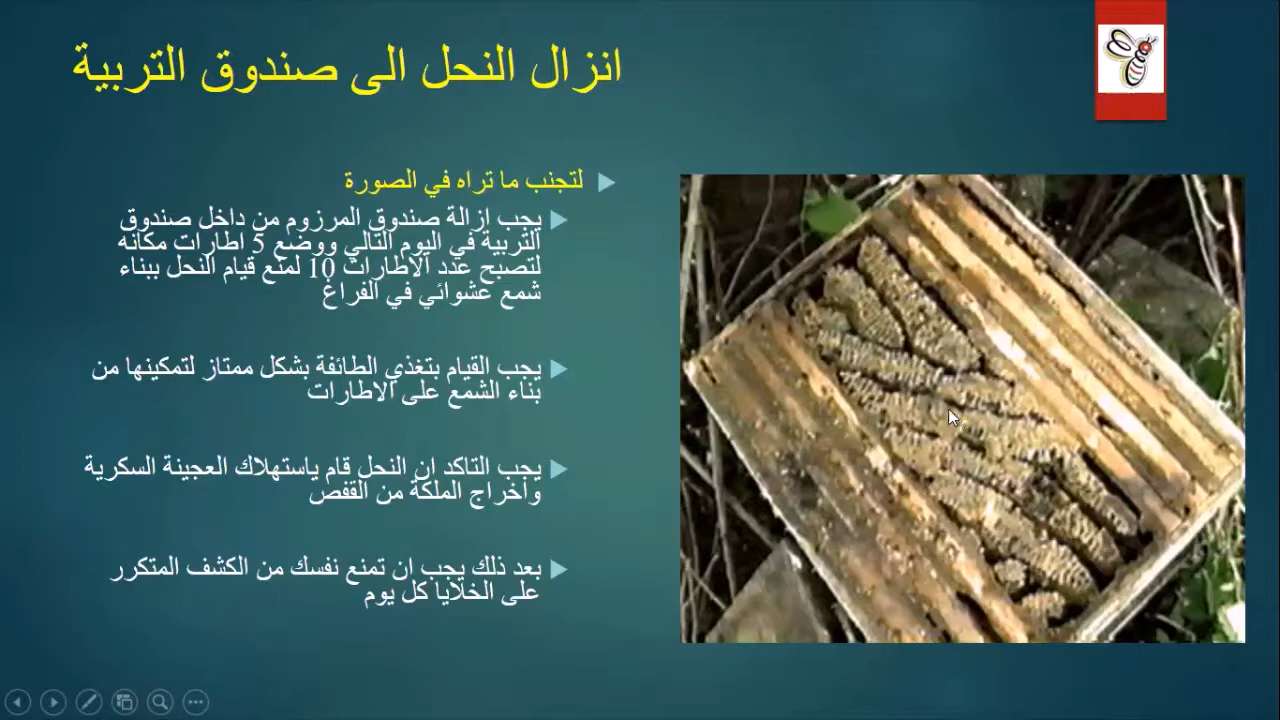 انزال النحل الى صندوق التربية
لتجنب ما تراه في الصورة
يجب ازالة صندوق المرزوم من داخل صندوق
التربية في اليوم التالي ووضع 5 اطارات مكانه
لتصبح عدد الاطارات 10 لمنع قيام النحل ببناء
شمع عشوائي في الفراغ
يجب القيام بتغذي الطائفة بشكل ممتاز لتمكينها من
بناء الشمع على الاطارات
يجب التاكد ان النحل قام ياستهلاك العجينة السكرية
واخراج الملكة من القفص
بعد ذلك يجب ان تمنع نفسك من الكشف المتكرر
على الخلايا كل يوم